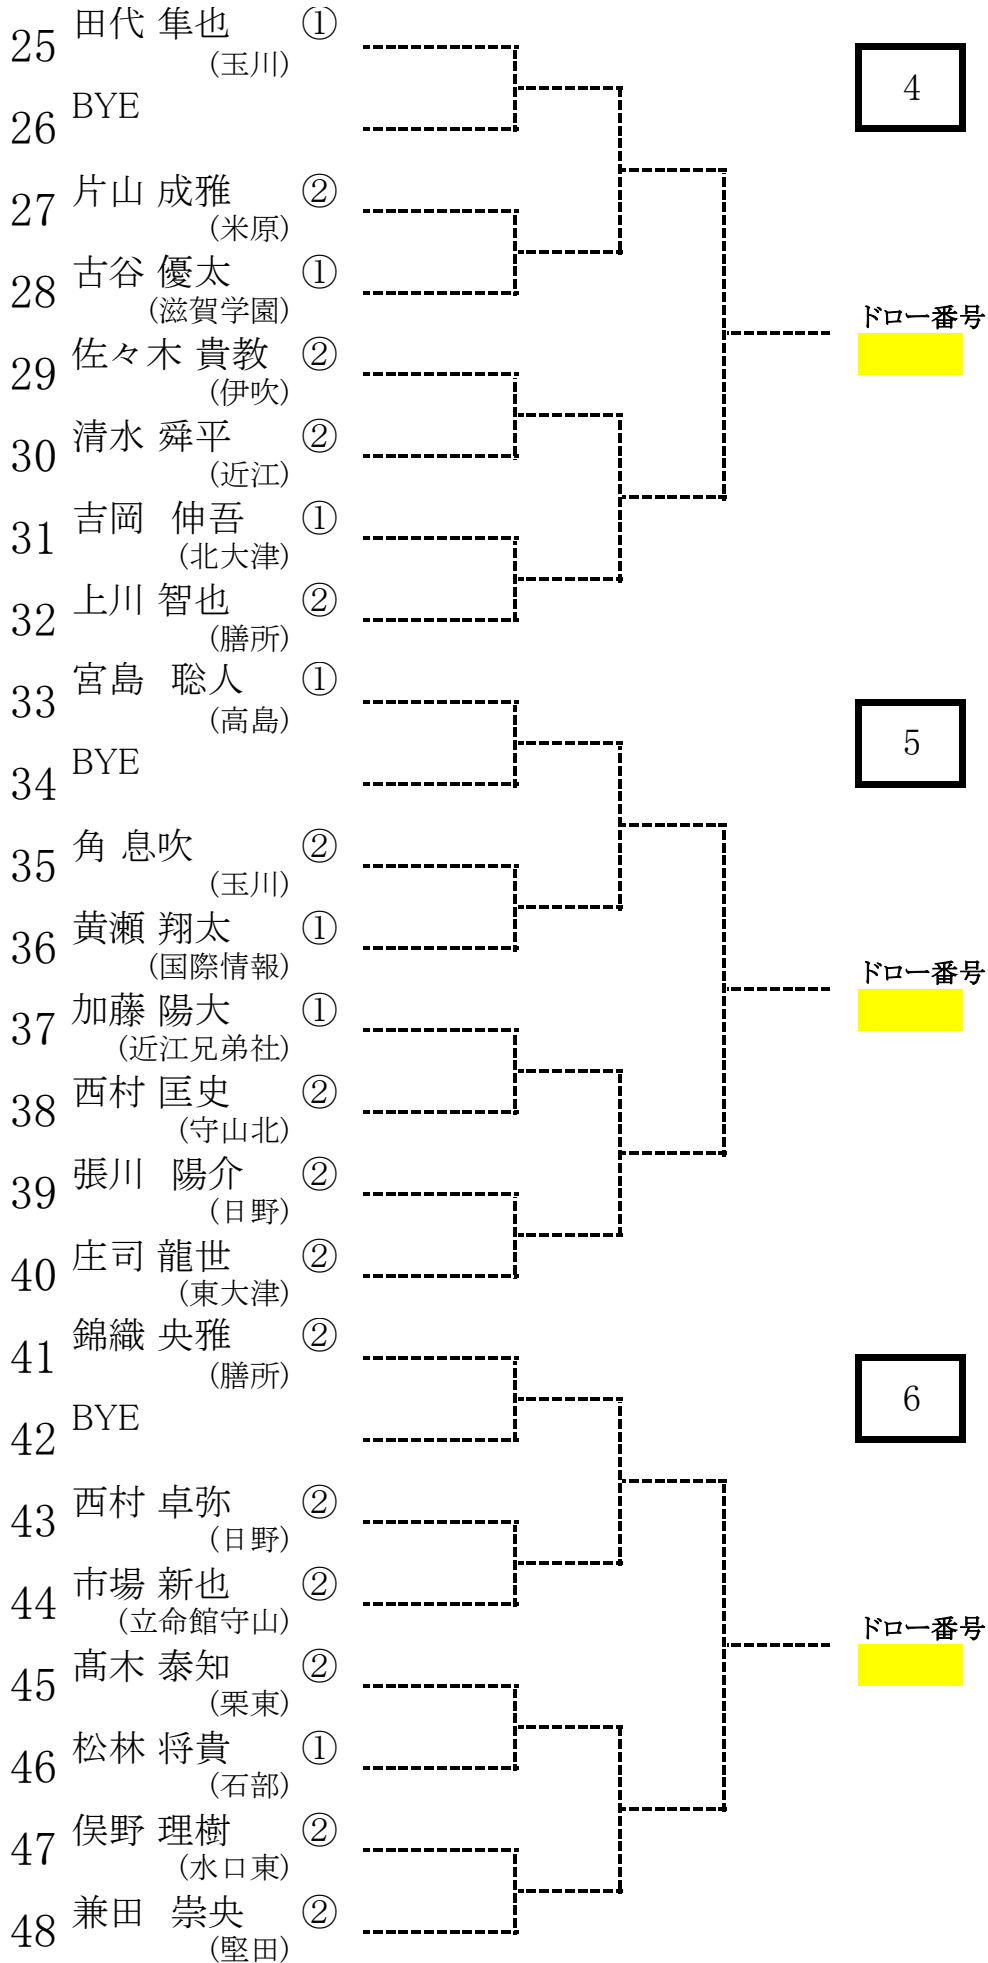 25 田代 隼也 ①
(玉川)
4
26 BYE
27 片山 成雅 ②
(米原)
28 古谷 優太 ①
(滋賀学園)
ドロー番号
29 佐々木 貴教 ②
(伊吹)
30 清水 舜平 ②
(近江)
31 吉岡 伸吾 ①
(北大津)
32 上川 智也 ②
(膳所)
33 宮島 聡人 ①
(高島)
5
34 BYE
35 角 息吹 ②
(玉川)
36 黄瀬 翔太 ①
(国際情報)
ドロー番号
37 加藤 陽大 ①
(近江兄弟社)
38 西村 匡史 ②
(守山北)
39 張川 陽介 ②
(日野)
40 庄司 龍世 ②
(東大津)
41 錦織 央雅 ②
(膳所)
6
42 BYE
43 西村 卓弥 ②
(日野)
44 市場 新也 ②
(立命館守山)
ドロー番号
45 髙木 泰知 ②
(栗東)
46 松林 将貴 ①
(石部)
47 俣野 理樹 ②
(水口東)
48 兼田 崇央 ②
(堅田)